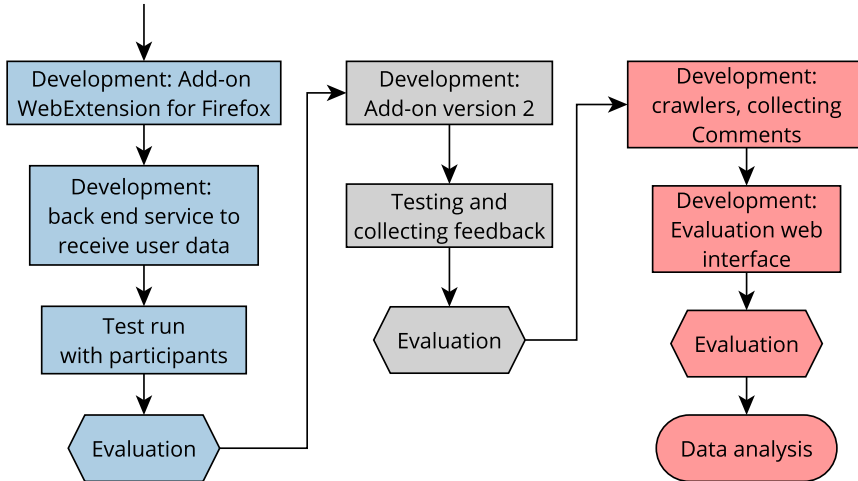 Development: Add-on
WebExtension for Firefox
Development:
back end service to
receive user data
Test run
with participants
Evaluation
Development:
Add-on version 2
Testing and
collecting feedback
Evaluation
Development:
crawlers, collecting
Comments
Development:
Evaluation web
interface
Evaluation
Data analysis